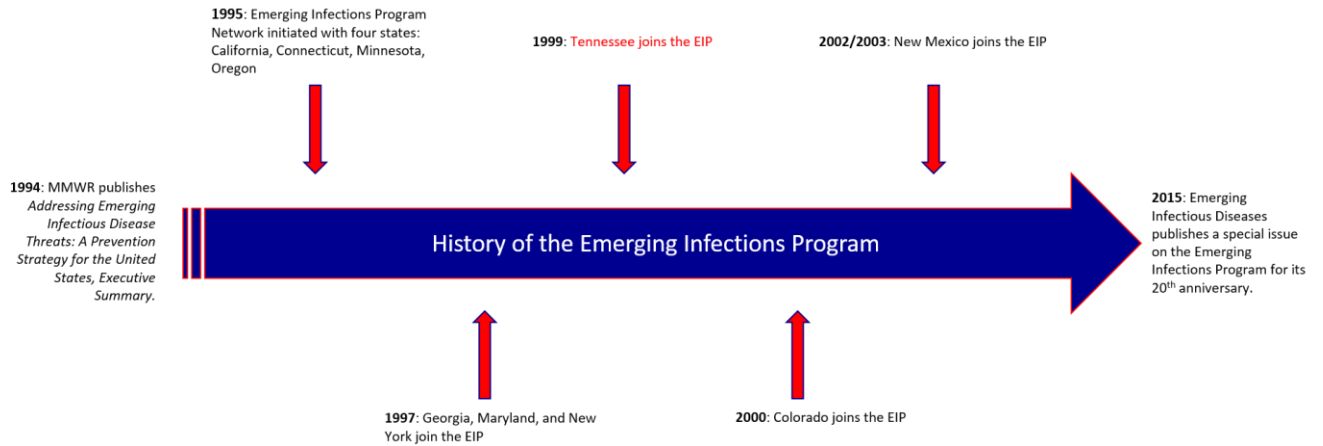 1995: Emerging Infections Program
Network initiated with four states:
California, Connecticut, Minnesota,
Oregon
1999: Tennessee joins the EIP
2002/2003: New Mexico joins the EIP
1994: MMWR publishes
Addressing Emerging
Infectious Disease
Threats: A Prevention
Strategy for the United
States, Executive
Summary.
History of the Emerging Infections Program
2015: Emerging
Infectious Diseases
publishes a special issue
on the Emerging
Infections Program for its
20th anniversary.
1997: Georgia, Maryland, and New
York join the EIP
2000: Colorado joins the EIP